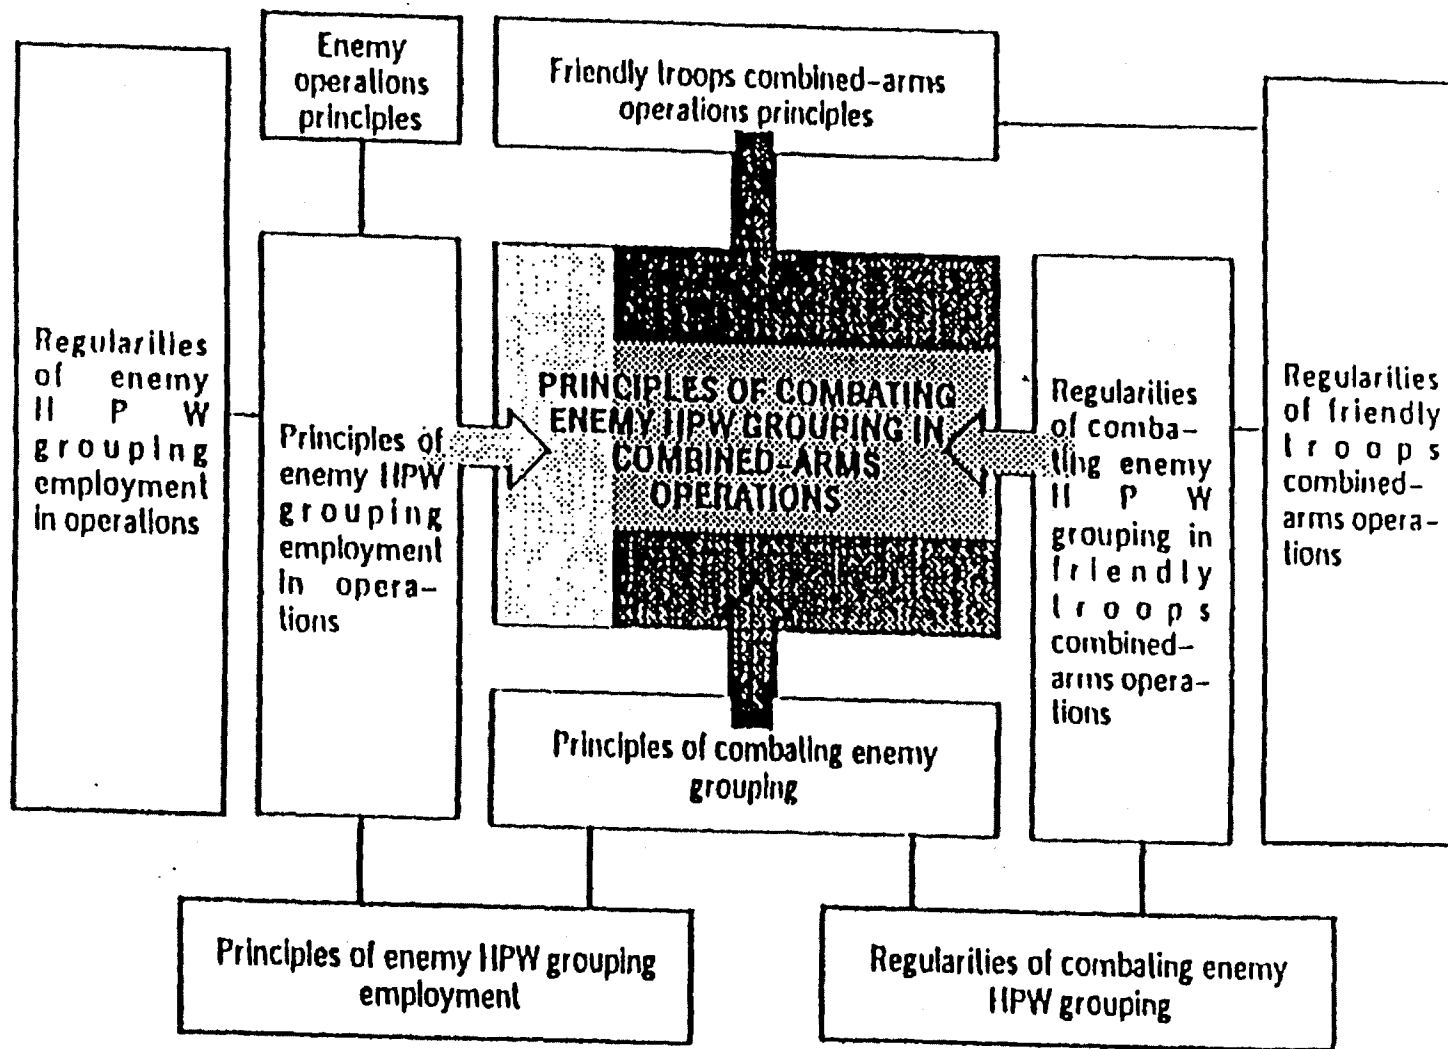 Enemy
operations
principles
Friendly troops combined-arms
operations principles
Regularities
of enemy
H P W
grouping
employment
in operations
Principles of
enemy HPW
grouping
employment
in opera-
tions
PRINCIPLES OF COMBATING
ENEMY HPW GROUPING IN
COMBINED-ARMS
OPERATIONS
Regularities
of comba-
ting enemy
H P W
grouping in
friendly
troops
combined-
arms opera-
tions
Regularities
of friendly
troops
combined-
arms opera-
tions
Principles of combating enemy
grouping
Principles of enemy HPW grouping
employment
Regularities of combating enemy
HPW grouping